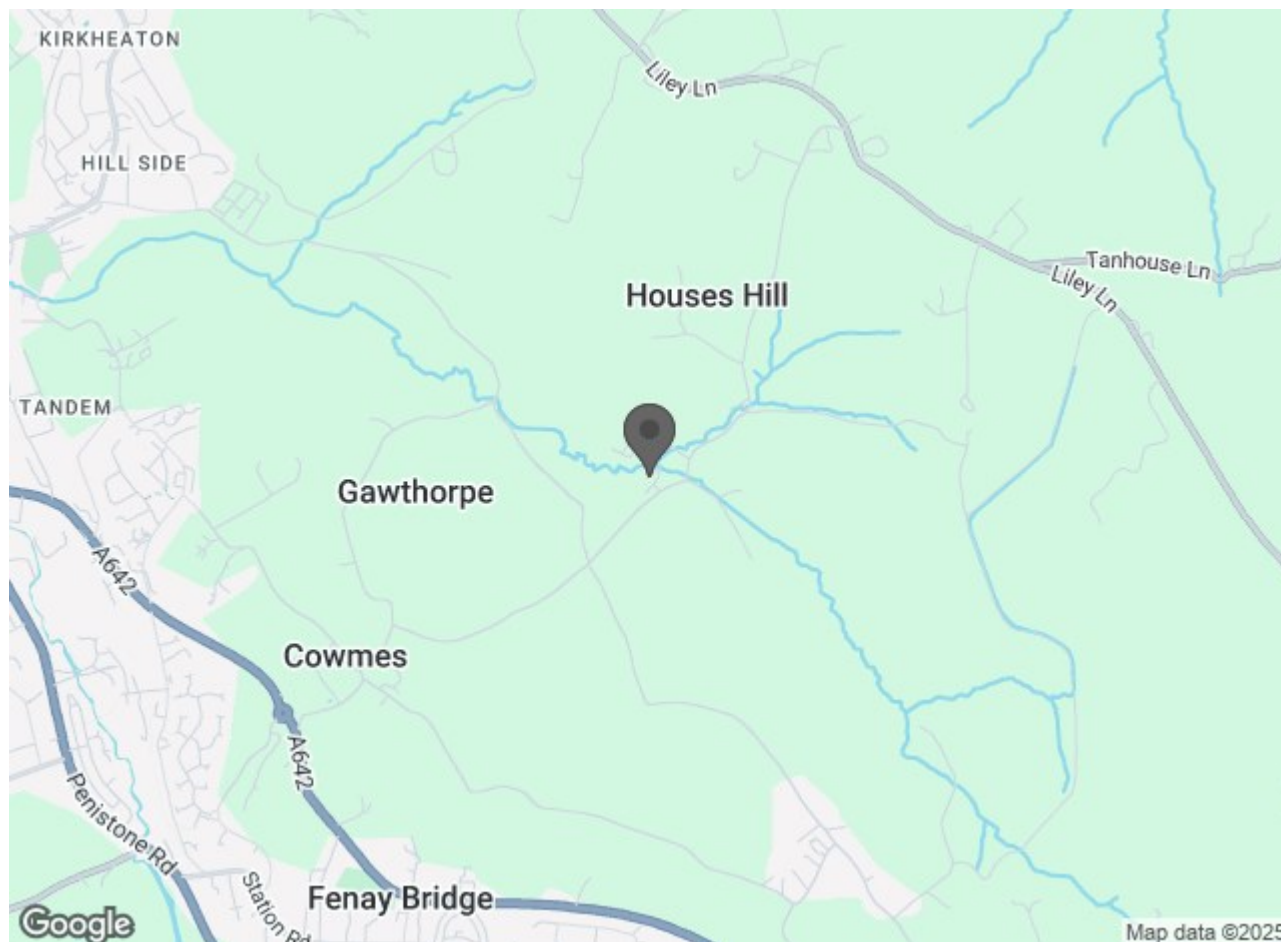 KIRKHEATON
Liley Ln
HILL SIDE
Tanhouse Ln
Liley Ln
Houses Hill
TANDEM
Gawthorpe
A642
Cowmes
A642
Penistone Rd
Station Rd
Fenay Bridge
Google
Map data ©2025